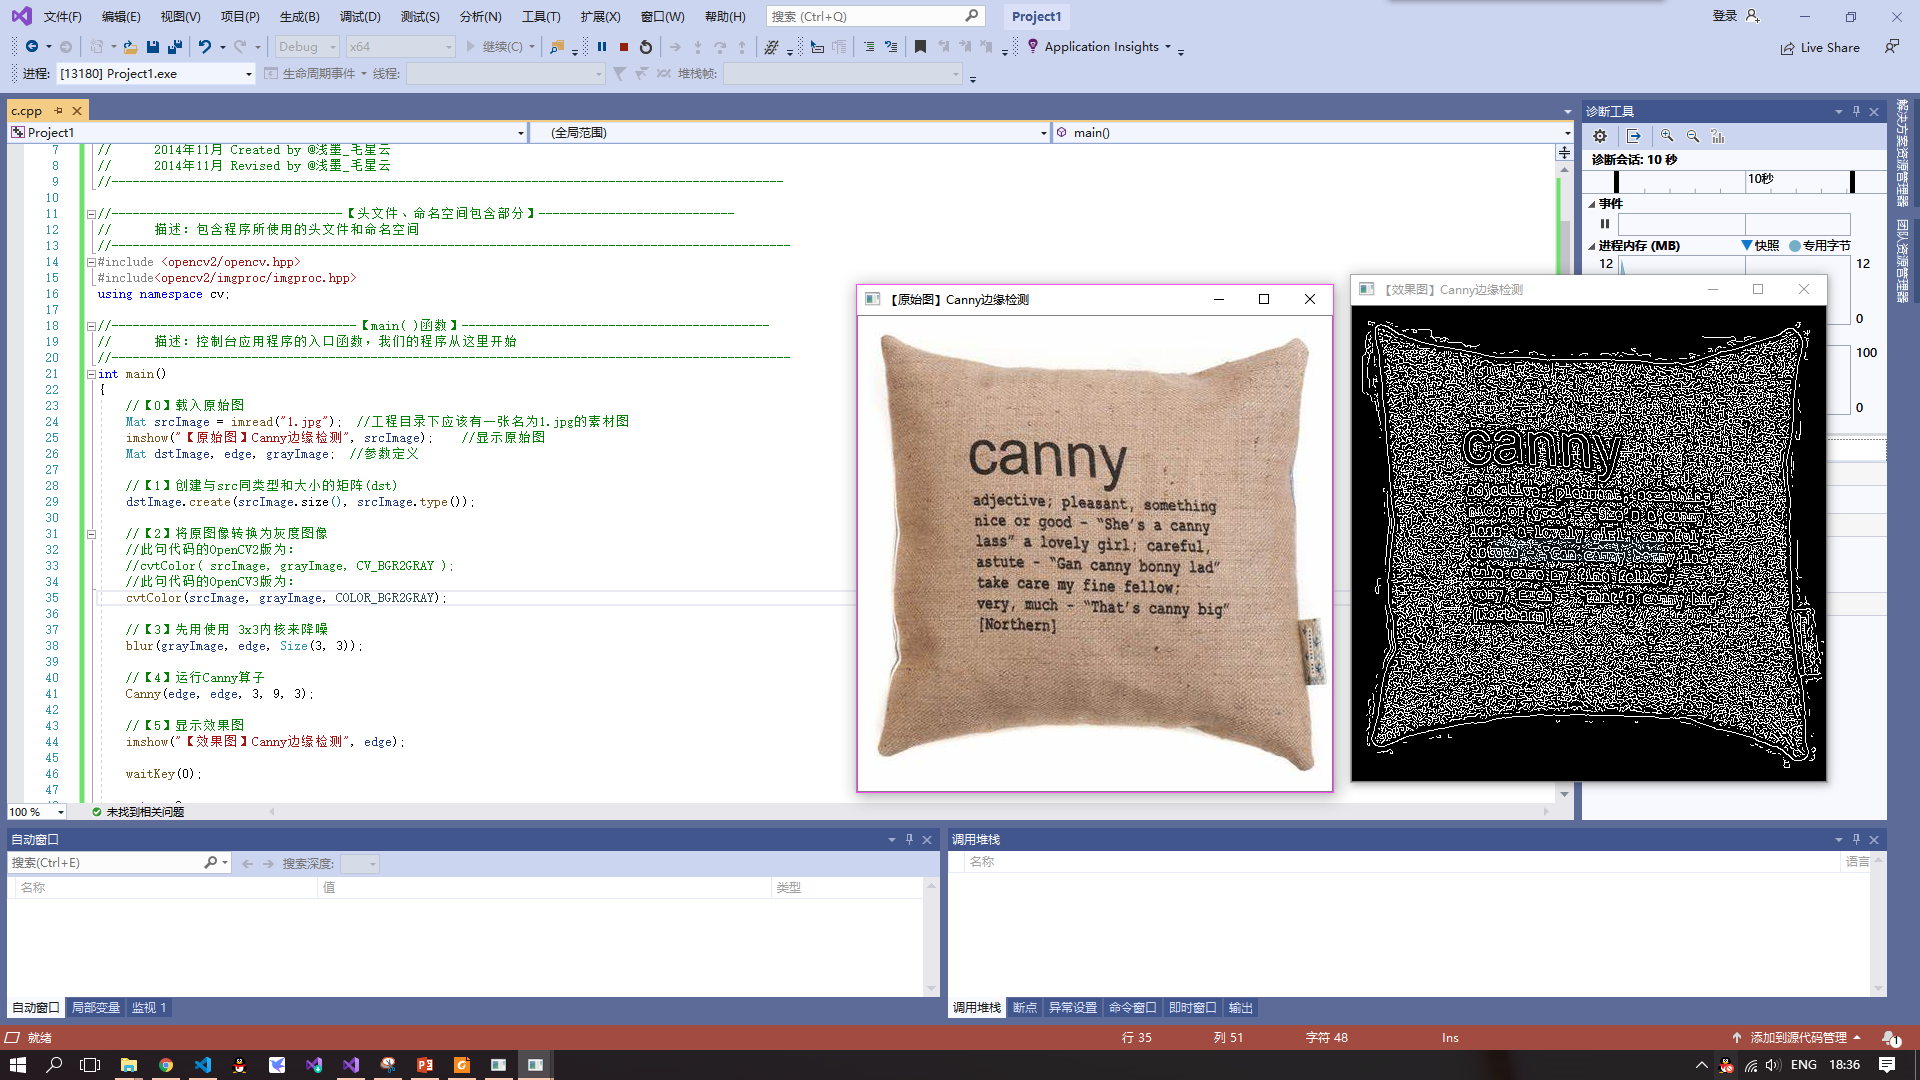 文件(F) 编辑(E) 视图(V) 项目(P) 生成(B) 调试(D) 测试(S) 分析(N) 工具(T) 扩展(X) 窗口(W) 帮助(H) 搜索 (Ctrl+Q) Project1 登录
Debug x64 继续(C) Application Insights Live Share
进程: [13180] Project1.exe 生命周期事件 线程: 堆栈帧:
c.cpp
Project1 (全局范围) main()
7 // 2014年11月 Created by @浅墨_毛星云
8 // 2014年11月 Revised by @浅墨_毛星云
9 //------------------------------------------------------------------------------------------------
10
11 //---------------------------------【头文件、命名空间包含部分】----------------------------
12 // 描述：包含程序所使用的头文件和命名空间
13 //-------------------------------------------------------------------------------------------------
14 #include <opencv2/opencv.hpp>
15 #include<opencv2/imgproc/imgproc.hpp>
16 using namespace cv;
17
18 //-----------------------------------【main( )函数】--------------------------------------------
19 // 描述：控制台应用程序的入口函数，我们的程序从这里开始
20 //-------------------------------------------------------------------------------------------------
21 int main()
22 {
23 //【0】载入原始图
24 Mat srcImage = imread("1.jpg"); //工程目录下应该有一张名为1.jpg的素材图
25 imshow("【原始图】Canny边缘检测", srcImage); //显示原始图
26 Mat dstImage, edge, grayImage; //参数定义
27
28 //【1】创建与src同类型和大小的矩阵(dst)
29 dstImage.create(srcImage.size(), srcImage.type());
30
31 //【2】将原图像转换为灰度图像
32 //此句代码的OpenCV2版为：
33 //cvtColor( srcImage, grayImage, CV_BGR2GRAY );
34 //此句代码的OpenCV3版为：
35 cvtColor(srcImage, grayImage, COLOR_BGR2GRAY);
36
37 //【3】先用使用 3x3内核来降噪
38 blur(grayImage, edge, Size(3, 3));
39
40 //【4】运行Canny算子
41 Canny(edge, edge, 3, 9, 3);
42
43 //【5】显示效果图
44 imshow("【效果图】Canny边缘检测", edge);
45
46 waitKey(0);
47
100 % 未找到相关问题
【原始图】Canny边缘检测
canny
adjective; pleasant, something
nice or good - “She's a canny
lass” a lovely girl; careful,
astute - “Gan canny bonny lad”
take care my fine fellow;
very, much - “That's canny big”
[Northern]
【效果图】Canny边缘检测
canny
诊断工具
诊断会话: 10 秒
10秒
事件
进程内存 (MB) 快照 专用字节
12 12
0
100
0
解决方案资源管理器
团队资源管理器
自动窗口
搜索(Ctrl+E) 搜索深度:
名称 值 类型
自动窗口 局部变量 监视 1
调用堆栈
名称 语言
调用堆栈 断点 异常设置 命令窗口 即时窗口 输出
就绪 行 35 列 51 字符 48 Ins 添加到源代码管理 1
ENG 18:36